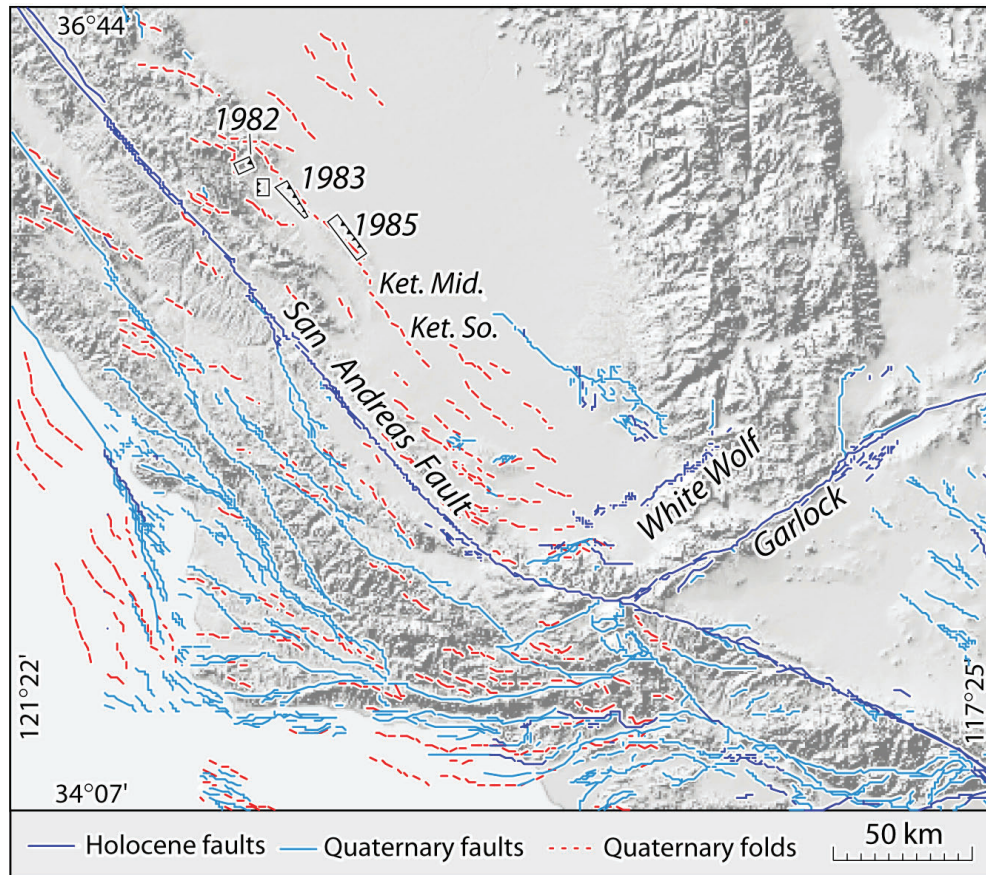 36°44
1982
1983
1985
Ket. Mid.
Ket. So.
San Andreas Fault
White Wolf
Garlock
121°22'
117°25
34°07'
Holocene faults
Quaternary faults
Quaternary folds
50 km